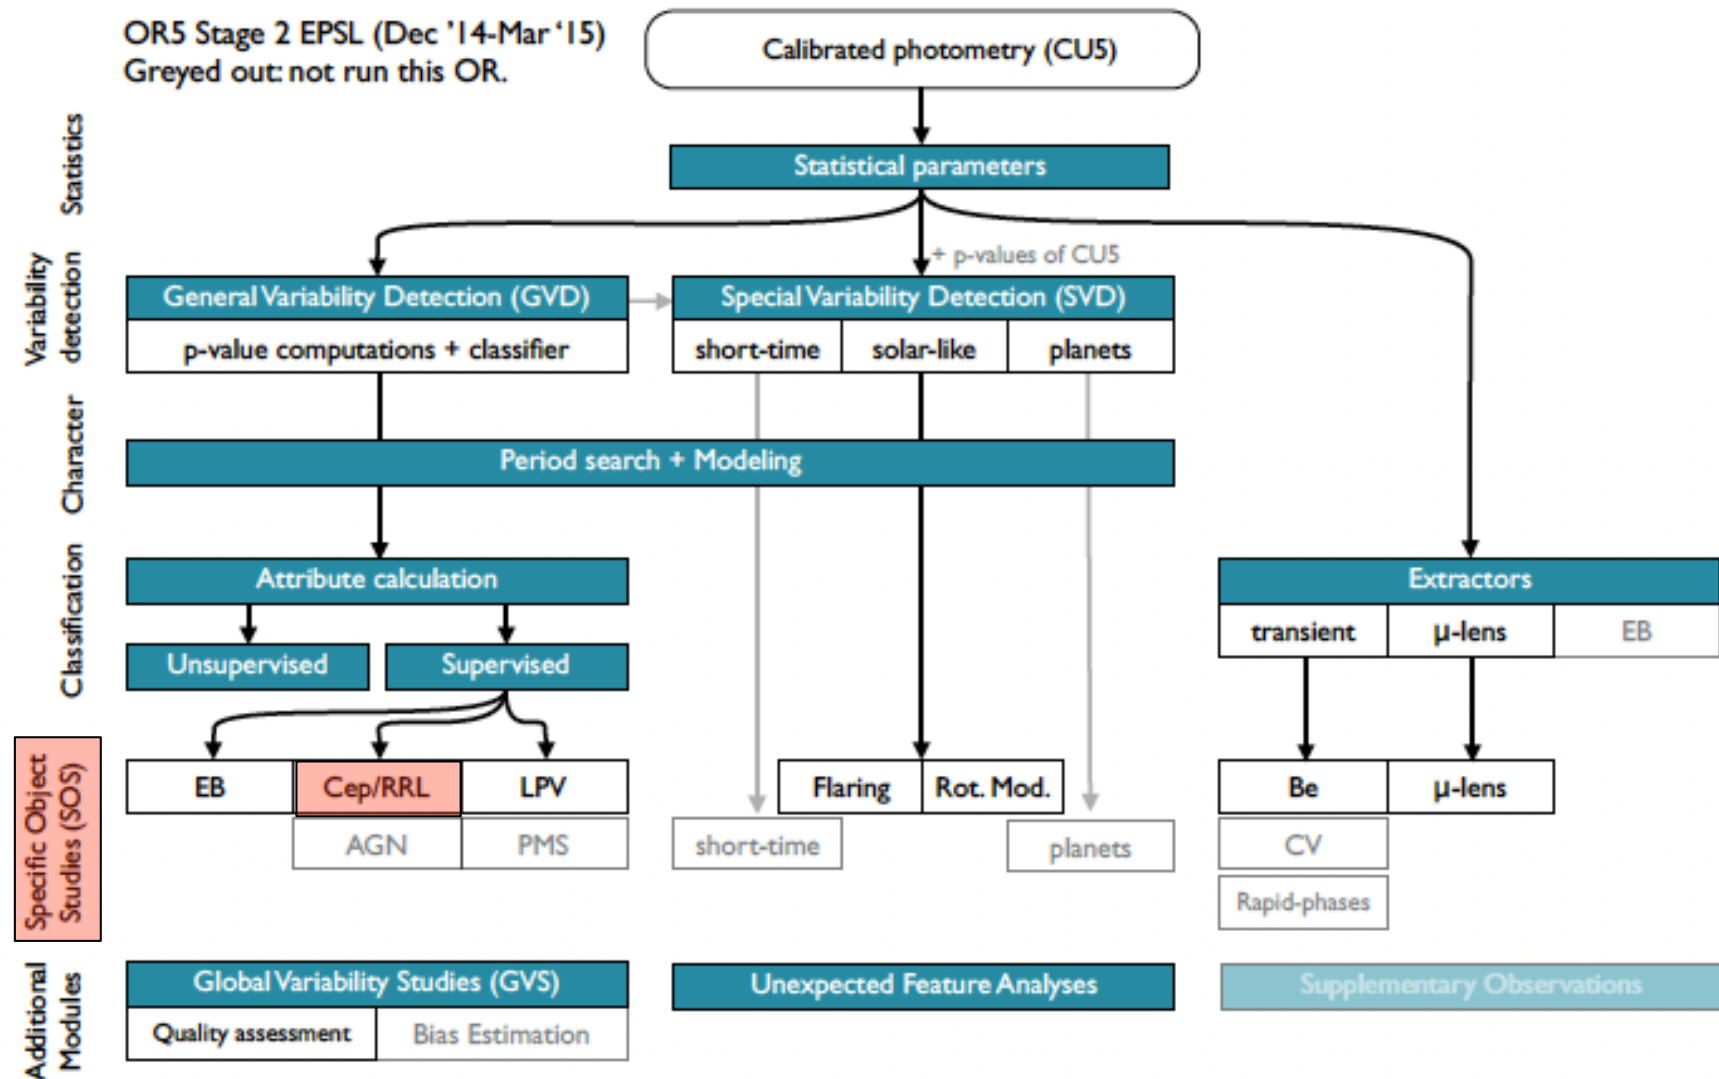 OR5 Stage 2 EPSL (Dec '14-Mar '15)
Greyed out: not run this OR.
Calibrated photometry (CU5)
Statistics
Statistical parameters
+ p-values of CU5
Variability
detection
General Variability Detection (GVD)
p-value computations + classifier
Special Variability Detection (SVD)
short-time
solar-like
planets
Character
Period search + Modeling
Classification
Attribute calculation
Unsupervised
Supervised
Extractors
transient
μ-lens
EB
Specific Object
Studies (SOS)
EB
Cep/RRL
LPV
AGN
PMS
Flaring
Rot. Mod.
short-time
planets
Be
μ-lens
CV
Rapid-phases
Additional
Modules
Global Variability Studies (GVS)
Quality assessment
Bias Estimation
Unexpected Feature Analyses
Supplementary Observations